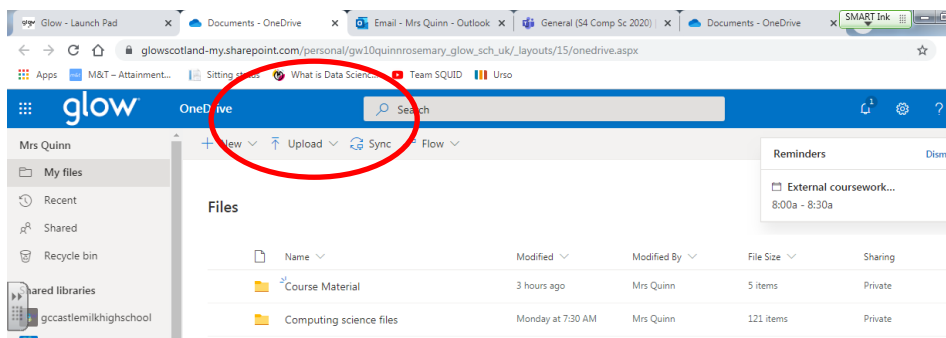 Glow - Launch Pad Documents - OneDrive Email - Mrs Quinn - Outlook General (S4 Comp Sc 2020) Documents - OneDrive SMART Ink
glowscotland-my.sharepoint.com/personal/gw10quinnrosemary_glow_sch_uk/_layouts/15/onedrive.aspx
Apps M&T – Attainment... Sitting What is Data Scienc... Team SQUID Urso
glow OneDrive Search 1 ?
Mrs Quinn + New Upload Sync Flow Reminders Dism
My files External coursework...
Recent Files 8:00a - 8:30a
Shared
Recycle bin Name Modified Modified By File Size Sharing
Shared libraries Course Material 3 hours ago Mrs Quinn 5 items Private
gccastlemilkhighschool Computing science files Monday at 7:30 AM Mrs Quinn 121 items Private